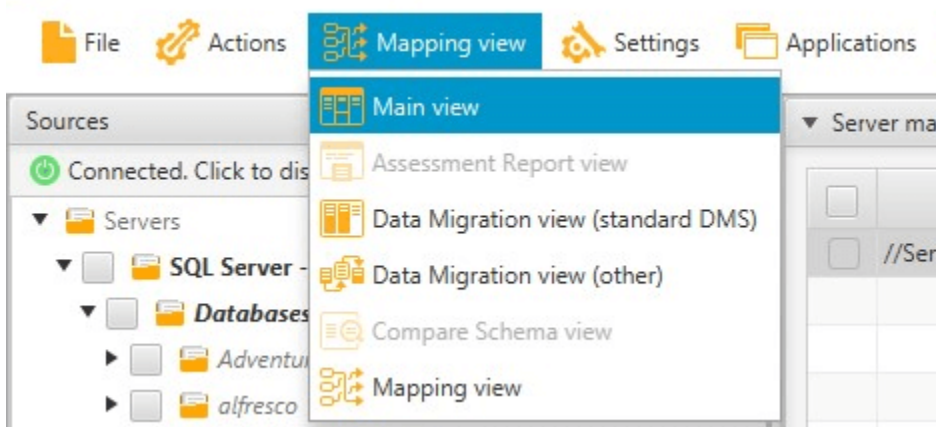 File Actions Mapping view Settings Applications
Main view
Assessment Report view
Data Migration view (standard DMS)
Data Migration view (other)
Compare Schema view
Mapping view
Sources
Connected. Click to dis
Servers
SQL Server -
Databases
Adventu
alfresco
Server ma
//Ser